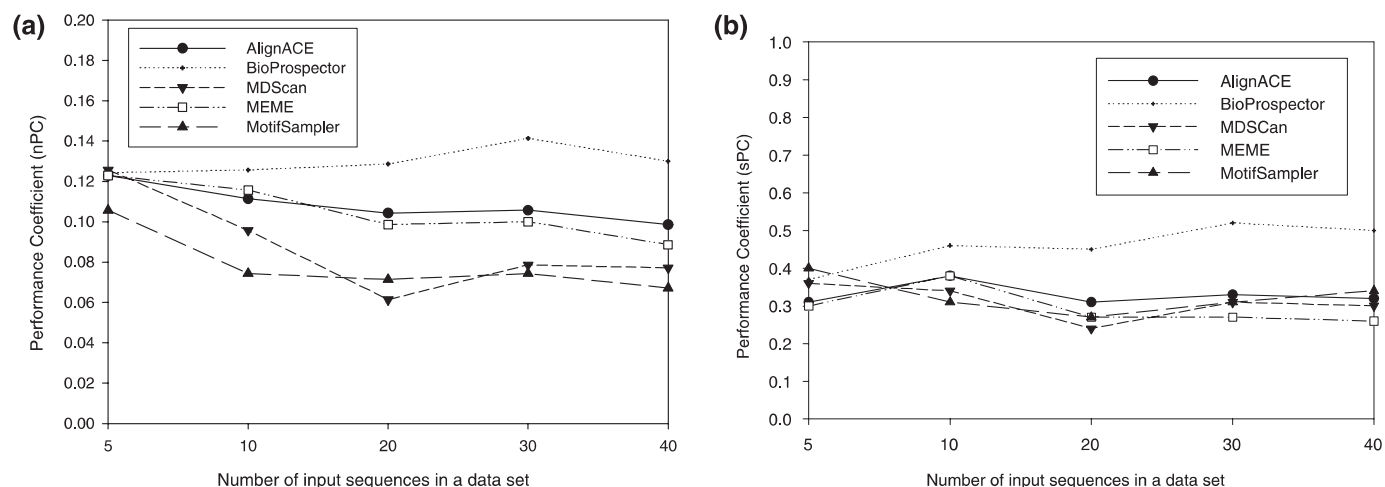 (a)
0.20
0.18
0.16
0.14
0.12
0.10
0.08
0.06
0.04
0.02
0.00
Performance Coefficient (nPC)
AlignACE
BioProspector
MDScan
MEME
MotifSampler
5 10 20 30 40
Number of input sequences in a data set
(b)
1.0
0.9
0.8
0.7
0.6
0.5
0.4
0.3
0.2
0.1
0.0
Performance Coefficient (sPC)
AlignACE
BioProspector
MDSCan
MEME
MotifSampler
5 10 20 30 40
Number of input sequences in a data set